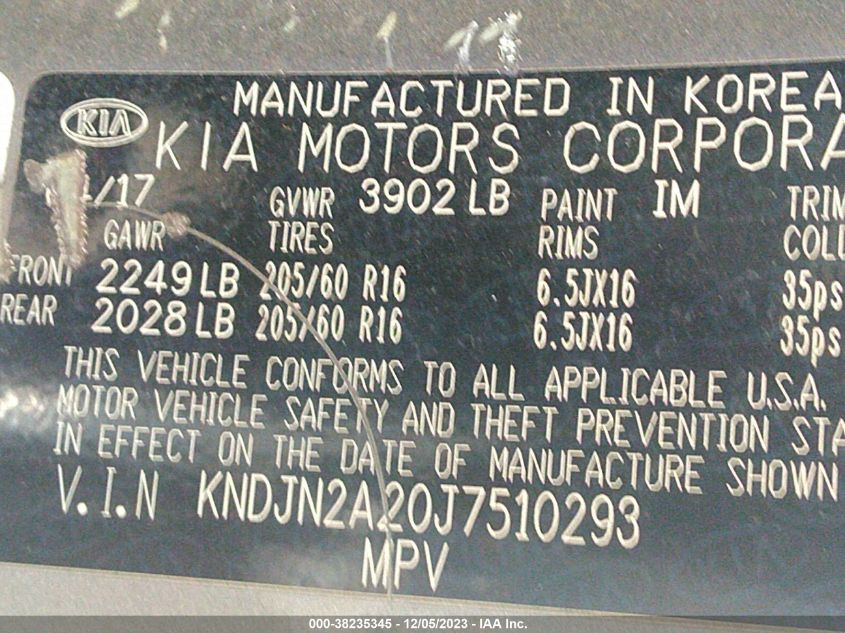 MANUFACTURED IN KOREA
KIA KIA MOTORS CORPORA
/17 GVWR 3902 LB PAINT IM TRIM
GAWR TIRES RIMS COLD
FRONT 2249 LB 205/60 R16 6.5JX16 35ps
REAR 2028 LB 205/60 R16 6.5JX16 35ps
THIS VEHICLE CONFORMS TO ALL APPLICABLE U.S.A.
MOTOR VEHICLE SAFETY AND THEFT PREVENTION STA
IN EFFECT ON THE DATE OF MANUFACTURE SHOWN
V.I.N KNDJN2A20J7510293
MPV
000-38235345 - 12/05/2023 - IAA Inc.